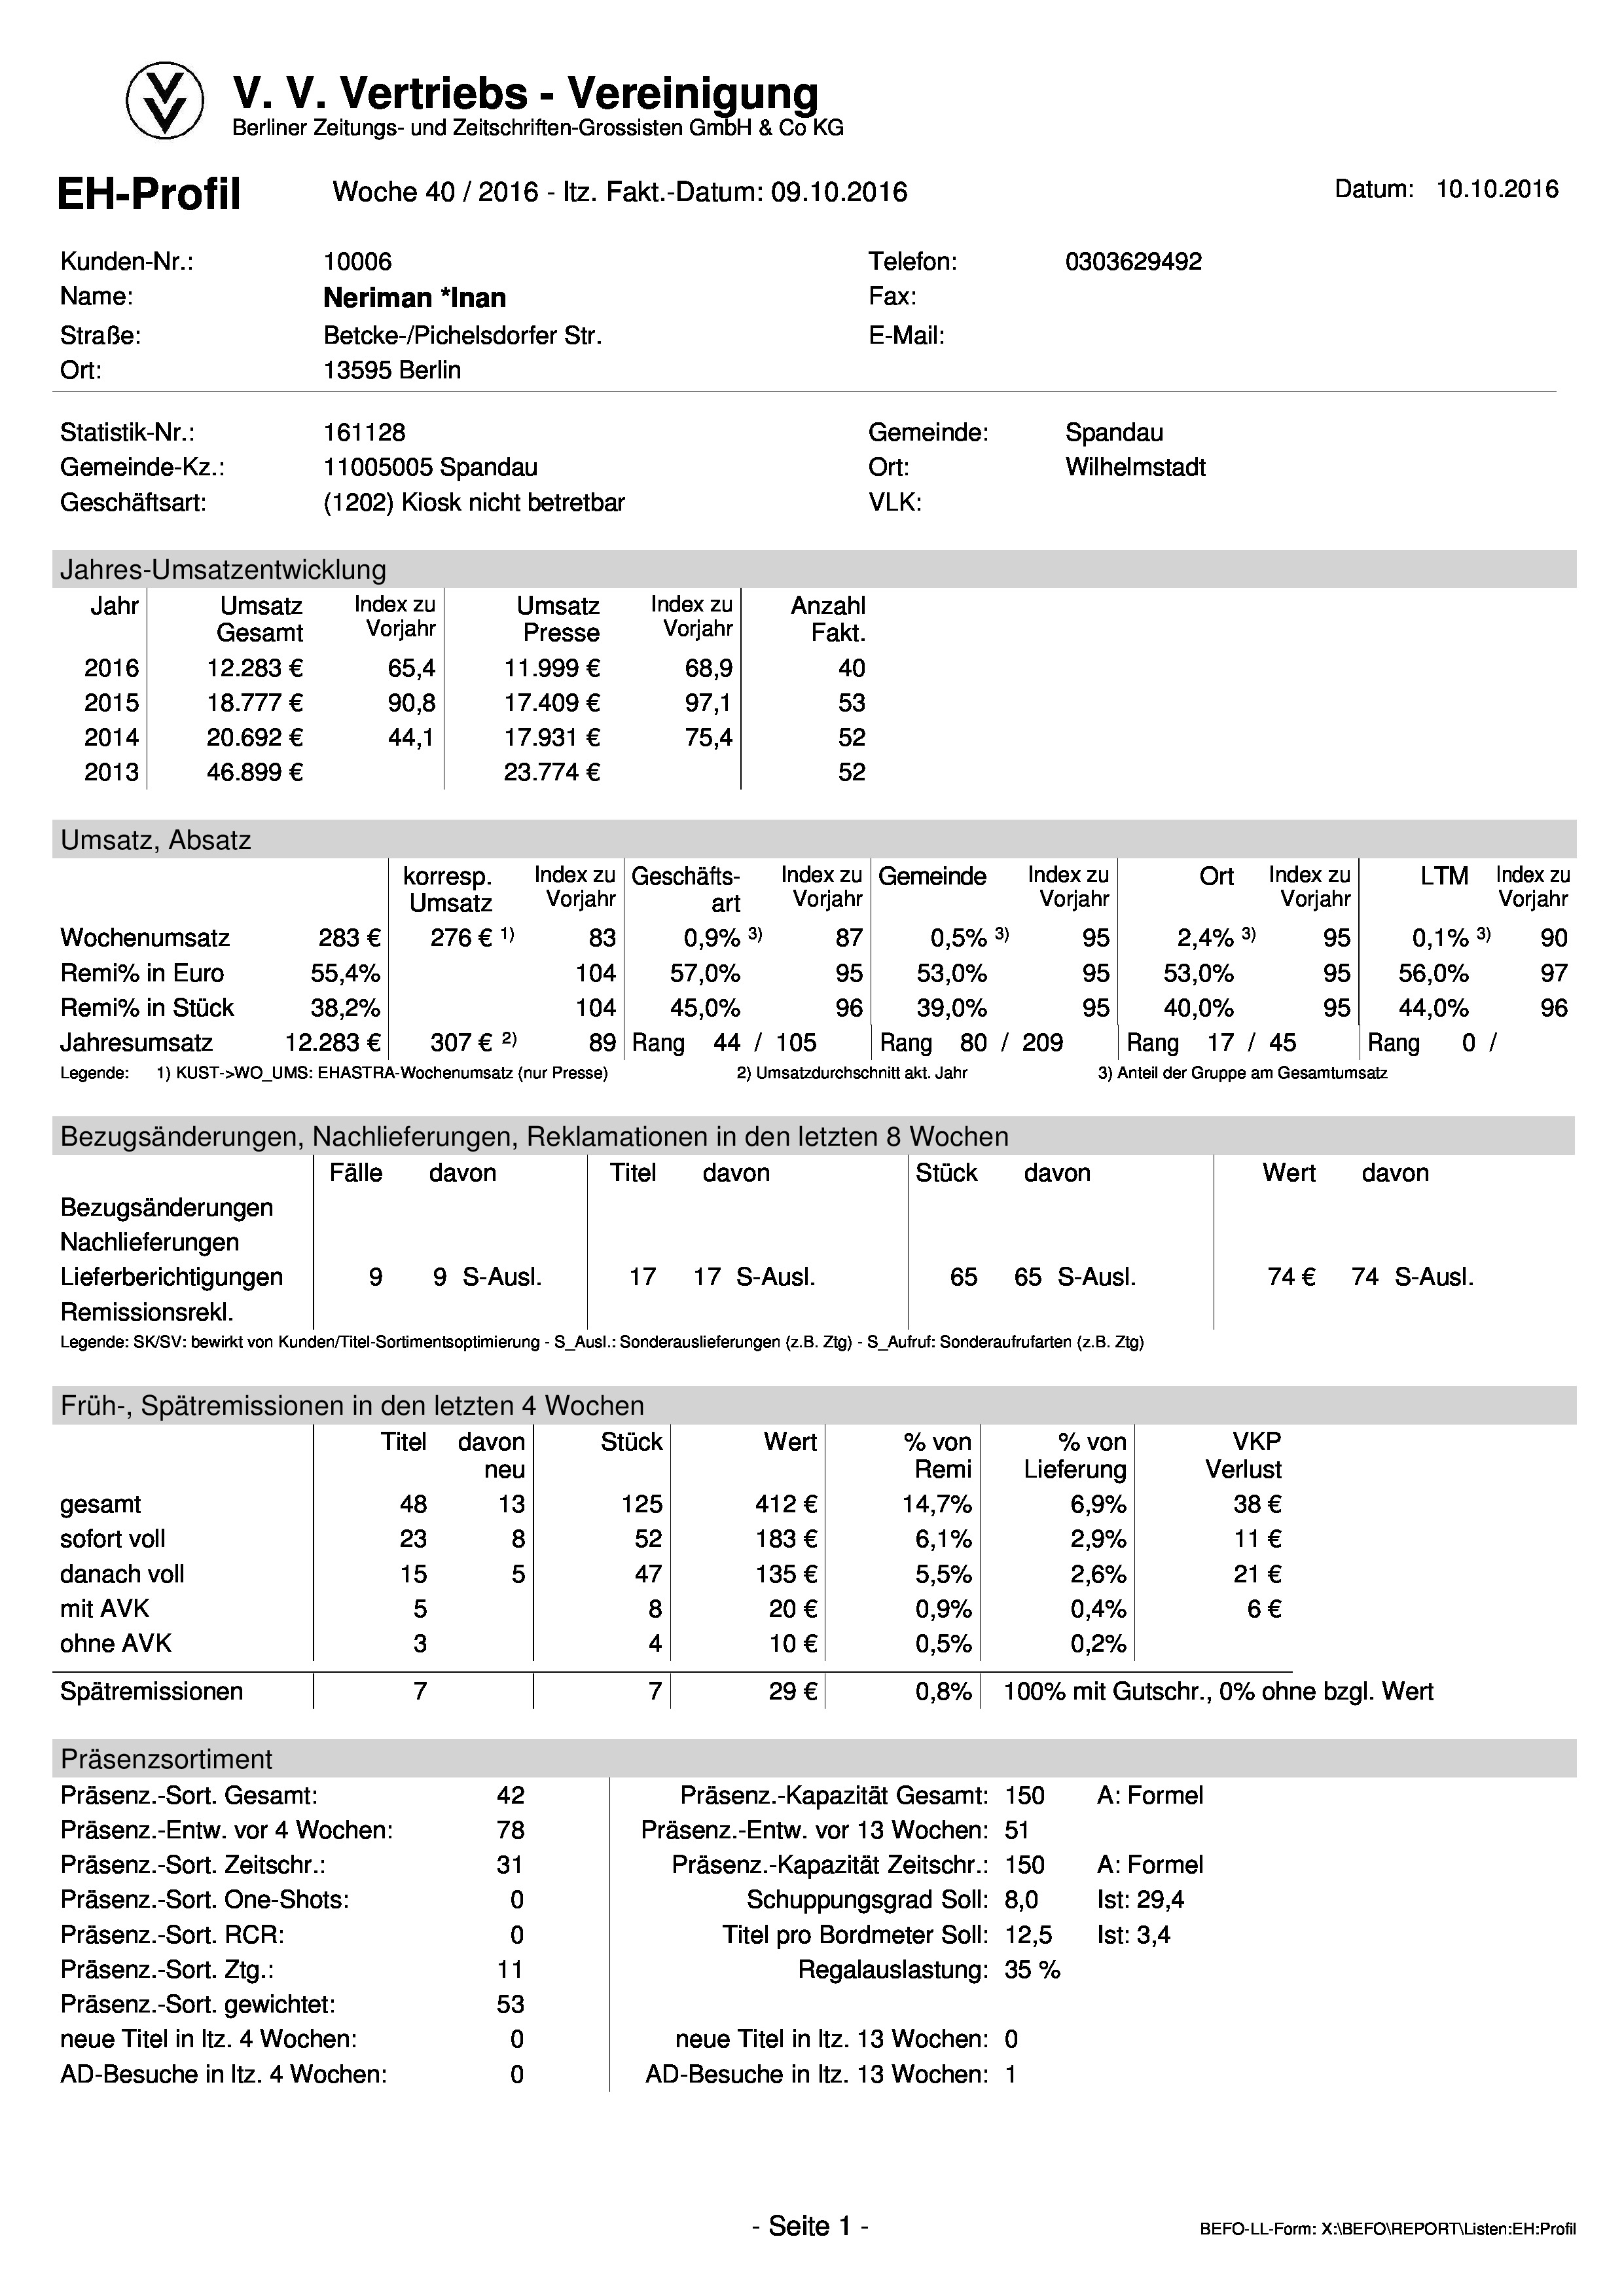 V. V. Vertriebs - Vereinigung
Berliner Zeitungs- und Zeitschriften-Grossisten GmbH & Co KG
EH-Profil Woche 40 / 2016 - ltz. Fakt.-Datum: 09.10.2016 Datum: 10.10.2016
Kunden-Nr.: 10006 Telefon: 0303629492
Name: Neriman *Inan Fax:
Straße: Betcke-/Pichelsdorfer Str. E-Mail:
Ort: 13595 Berlin
Statistik-Nr.: 161128 Gemeinde: Spandau
Gemeinde-Kz.: 11005005 Spandau Ort: Wilhelmstadt
Geschäftsart: (1202) Kiosk nicht betretbar VLK:
Jahres-Umsatzentwicklung
Jahr Umsatz Index zu Umsatz Index zu Anzahl
Gesamt Vorjahr Presse Vorjahr Fakt.
2016 12.283 € 65,4 11.999 € 68,9 40
2015 18.777 € 90,8 17.409 € 97,1 53
2014 20.692 € 44,1 17.931 € 75,4 52
2013 46.899 € 23.774 € 52
Umsatz, Absatz
korresp. Index zu Geschäfts- Index zu Gemeinde Index zu Ort Index zu LTM Index zu
Umsatz Vorjahr art Vorjahr Vorjahr Vorjahr Vorjahr
Wochenumsatz 283 € 276 € 1) 83 0,9% 3) 87 0,5% 3) 95 2,4% 3) 95 0,1% 3) 90
Remi% in Euro 55,4% 104 57,0% 95 53,0% 95 53,0% 95 56,0% 97
Remi% in Stück 38,2% 104 45,0% 96 39,0% 95 40,0% 95 44,0% 96
Jahresumsatz 12.283 € 307 € 2) 89 Rang 44 / 105 Rang 80 / 209 Rang 17 / 45 Rang 0 /
Legende: 1) KUST->WO_UMS: EHASTRA-Wochenumsatz (nur Presse) 2) Umsatzdurchschnitt akt. Jahr 3) Anteil der Gruppe am Gesamtumsatz
Bezugsänderungen, Nachlieferungen, Reklamationen in den letzten 8 Wochen
Fälle davon Titel davon Stück davon Wert davon
Bezugsänderungen
Nachlieferungen
Lieferberichtigungen 9 9 S-Ausl. 17 17 S-Ausl. 65 65 S-Ausl. 74 € 74 S-Ausl.
Remissionsrekl.
Legende: SK/SV: bewirkt von Kunden/Titel-Sortimentsoptimierung - S_Ausl.: Sonderauslieferungen (z.B. Ztg) - S_Aufruf: Sonderaufrufarten (z.B. Ztg)
Früh-, Spätremissionen in den letzten 4 Wochen
Titel davon Stück Wert % von % von VKP
neu Remi Lieferung Verlust
gesamt 48 13 125 412 € 14,7% 6,9% 38 €
sofort voll 23 8 52 183 € 6,1% 2,9% 11 €
danach voll 15 5 47 135 € 5,5% 2,6% 21 €
mit AVK 5 8 20 € 0,9% 0,4% 6 €
ohne AVK 3 4 10 € 0,5% 0,2%
Spätremissionen 7 7 29 € 0,8% 100% mit Gutschr., 0% ohne bzgl. Wert
Präsenzsortiment
Präsenz.-Sort. Gesamt: 42 Präsenz.-Kapazität Gesamt: 150 A: Formel
Präsenz.-Entw. vor 4 Wochen: 78 Präsenz.-Entw. vor 13 Wochen: 51
Präsenz.-Sort. Zeitschr.: 31 Präsenz.-Kapazität Zeitschr.: 150 A: Formel
Präsenz.-Sort. One-Shots: 0 Schuppungsgrad Soll: 8,0 Ist: 29,4
Präsenz.-Sort. RCR: 0 Titel pro Bordmeter Soll: 12,5 Ist: 3,4
Präsenz.-Sort. Ztg.: 11 Regalauslastung: 35 %
Präsenz.-Sort. gewichtet: 53
neue Titel in ltz. 4 Wochen: 0 neue Titel in ltz. 13 Wochen: 0
AD-Besuche in ltz. 4 Wochen: 0 AD-Besuche in ltz. 13 Wochen: 1
- Seite 1 - BEFO-LL-Form: X:\BEFO\REPORT\Listen:EH:Profil